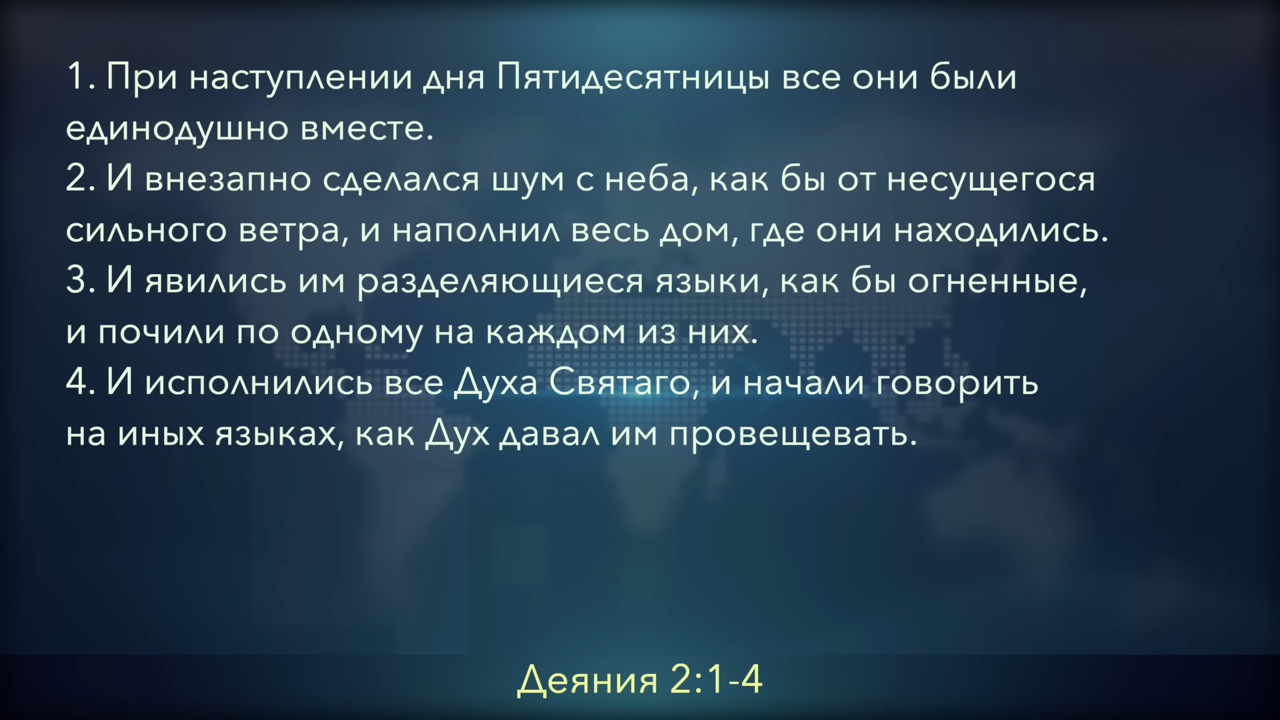 1. При наступлении дня Пятидесятницы все они были
единодушно вместе.
2. И внезапно сделался шум с неба, как бы от несущегося
сильного ветра, и наполнил весь дом, где они находились.
3. И явились им разделяющиеся языки, как бы огненные,
и почили по одному на каждом из них.
4. И исполнились все Духа Святаго, и начали говорить
на иных языках, как Дух давал им провещевать.
Деяния 2:1-4